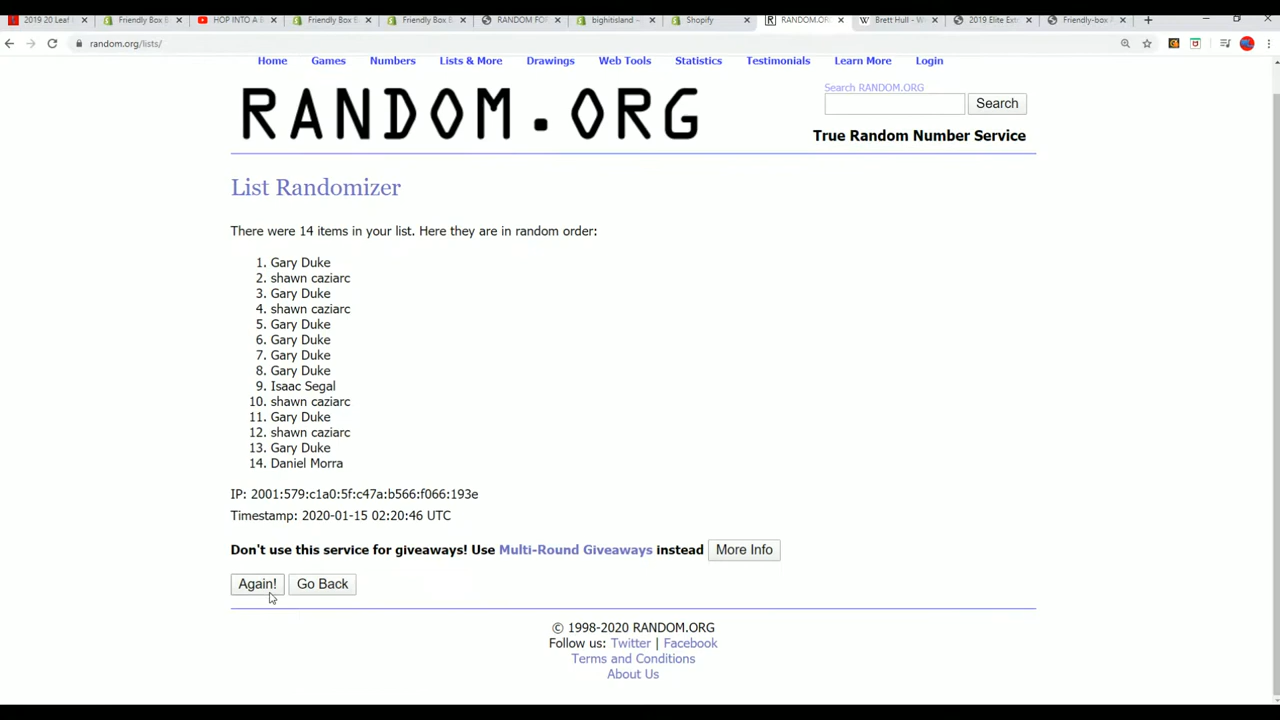 2019 20 Leaf
Friendly Box B
HOP INTO A B
Friendly Box B
Friendly Box B
RANDOM FOR
bighitisland –
Shopify
RANDOM.OR
Brett Hull - W
2019 Elite Ext
Friendly-box A
random.org/lists/
Home Games Numbers Lists & More Drawings Web Tools Statistics Testimonials Learn More Login
RANDOM.ORG
Search RANDOM.ORG
Search
True Random Number Service
List Randomizer
There were 14 items in your list. Here they are in random order:
1. Gary Duke
2. shawn caziarc
3. Gary Duke
4. shawn caziarc
5. Gary Duke
6. Gary Duke
7. Gary Duke
8. Gary Duke
9. Isaac Segal
10. shawn caziarc
11. Gary Duke
12. shawn caziarc
13. Gary Duke
14. Daniel Morra
IP: 2001:579:c1a0:5f:c47a:b566:f066:193e
Timestamp: 2020-01-15 02:20:46 UTC
Don't use this service for giveaways! Use Multi-Round Giveaways instead More Info
Again! Go Back
© 1998-2020 RANDOM.ORG
Follow us: Twitter | Facebook
Terms and Conditions
About Us